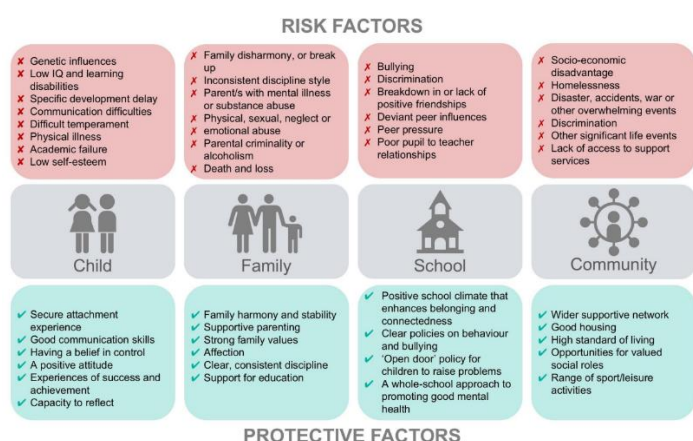 RISK FACTORS
✗ Genetic influences
✗ Low IQ and learning
disabilities
✗ Specific development delay
✗ Communication difficulties
✗ Difficult temperament
✗ Physical illness
✗ Academic failure
✗ Low self-esteem
✗ Family disharmony, or break
up
✗ Inconsistent discipline style
✗ Parent/s with mental illness
or substance abuse
✗ Physical, sexual, neglect or
✗ emotional abuse
✗ Parental criminality or
alcoholism
✗ Death and loss
✗ Bullying
✗ Discrimination
✗ Breakdown in or lack of
positive friendships
✗ Deviant peer influences
✗ Peer pressure
✗ Poor pupil to teacher
relationships
✗ Socio-economic
disadvantage
✗ Homelessness
✗ Disaster, accidents, war or
other overwhelming events
✗ Discrimination
✗ Other significant life events
✗ Lack of access to support
services
Child
Family
School
Community
✔ Secure attachment
experience
✔ Good communication skills
✔ Having a belief in control
✔ A positive attitude
✔ Experiences of success and
achievement
✔ Capacity to reflect
✔ Family harmony and stability
✔ Supportive parenting
✔ Strong family values
✔ Affection
✔ Clear, consistent discipline
✔ Support for education
✔ Positive school climate that
enhances belonging and
connectedness
✔ Clear policies on behaviour
and bullying
✔ ‘Open door’ policy for
children to raise problems
✔ A whole-school approach to
promoting good mental
health
✔ Wider supportive network
✔ Good housing
✔ High standard of living
✔ Opportunities for valued
social roles
✔ Range of sport/leisure
activities
PROTECTIVE FACTORS